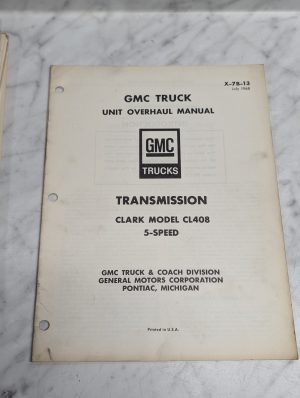 X-7B-13
July 1968
GMC TRUCK
UNIT OVERHAUL MANUAL
GMC
TRUCKS
TRANSMISSION
CLARK MODEL CL408
5-SPEED
GMC TRUCK & COACH DIVISION
GENERAL MOTORS CORPORATION
PONTIAC, MICHIGAN
Printed in U.S.A.